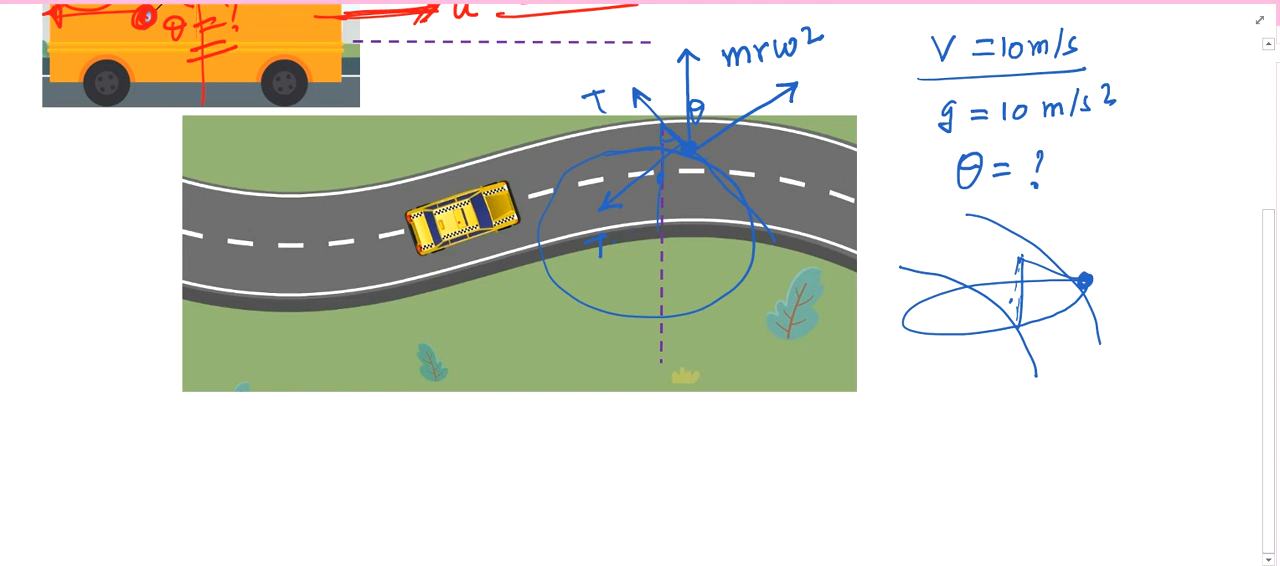 θ ?
u
mrω²
T
θ
T
V = 10 m/s
g = 10 m/s²
θ = ?